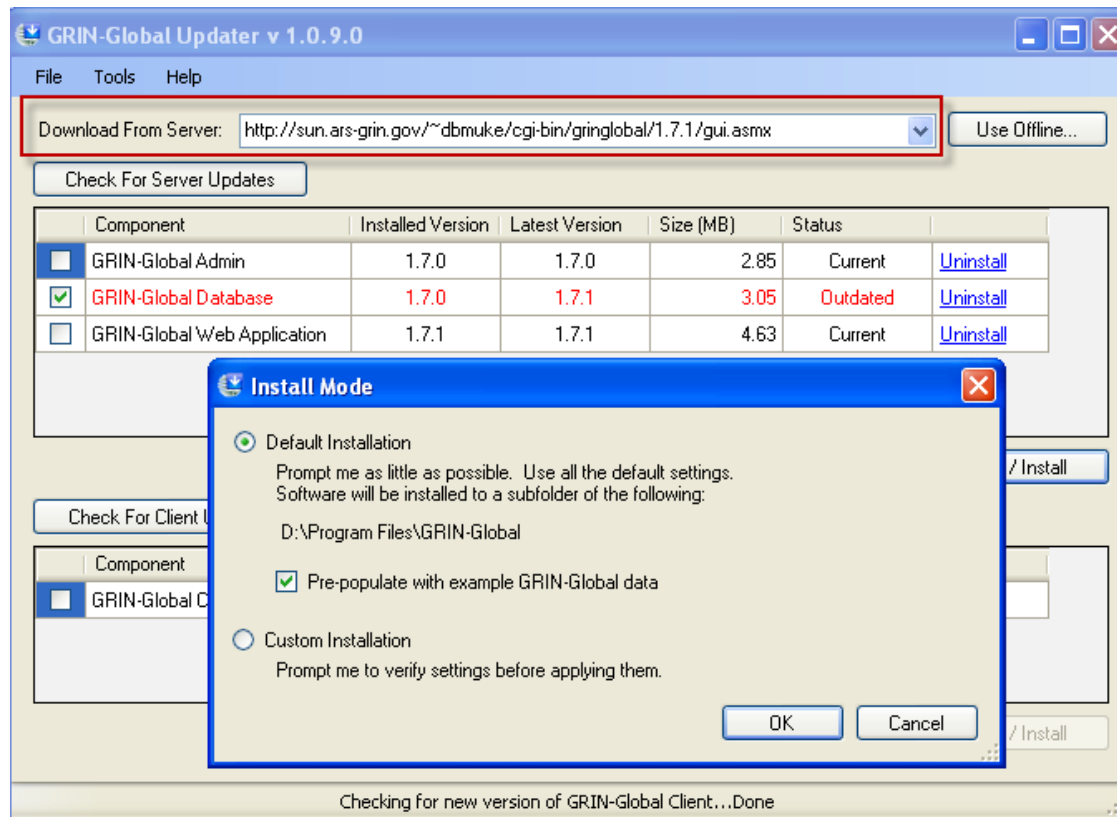 GRIN-Global Updater v 1.0.9.0
File Tools Help
Download From Server: http://sun.ars-grin.gov/~dbmuke/cgi-bin/gringlobal/1.7.1/gui.asmx Use Offline...
Check For Server Updates
Component Installed Version Latest Version Size (MB) Status
GRIN-Global Admin 1.7.0 1.7.0 2.85 Current Uninstall
GRIN-Global Database 1.7.0 1.7.1 3.05 Outdated Uninstall
GRIN-Global Web Application 1.7.1 1.7.1 4.63 Current Uninstall
Install Mode
Default Installation
Prompt me as little as possible. Use all the default settings.
Software will be installed to a subfolder of the following:
/ Install
Check For Client U
D:\Program Files\GRIN-Global
Component
Pre-populate with example GRIN-Global data
GRIN-Global C
Custom Installation
Prompt me to verify settings before applying them.
OK Cancel
/ Install
Checking for new version of GRIN-Global Client...Done